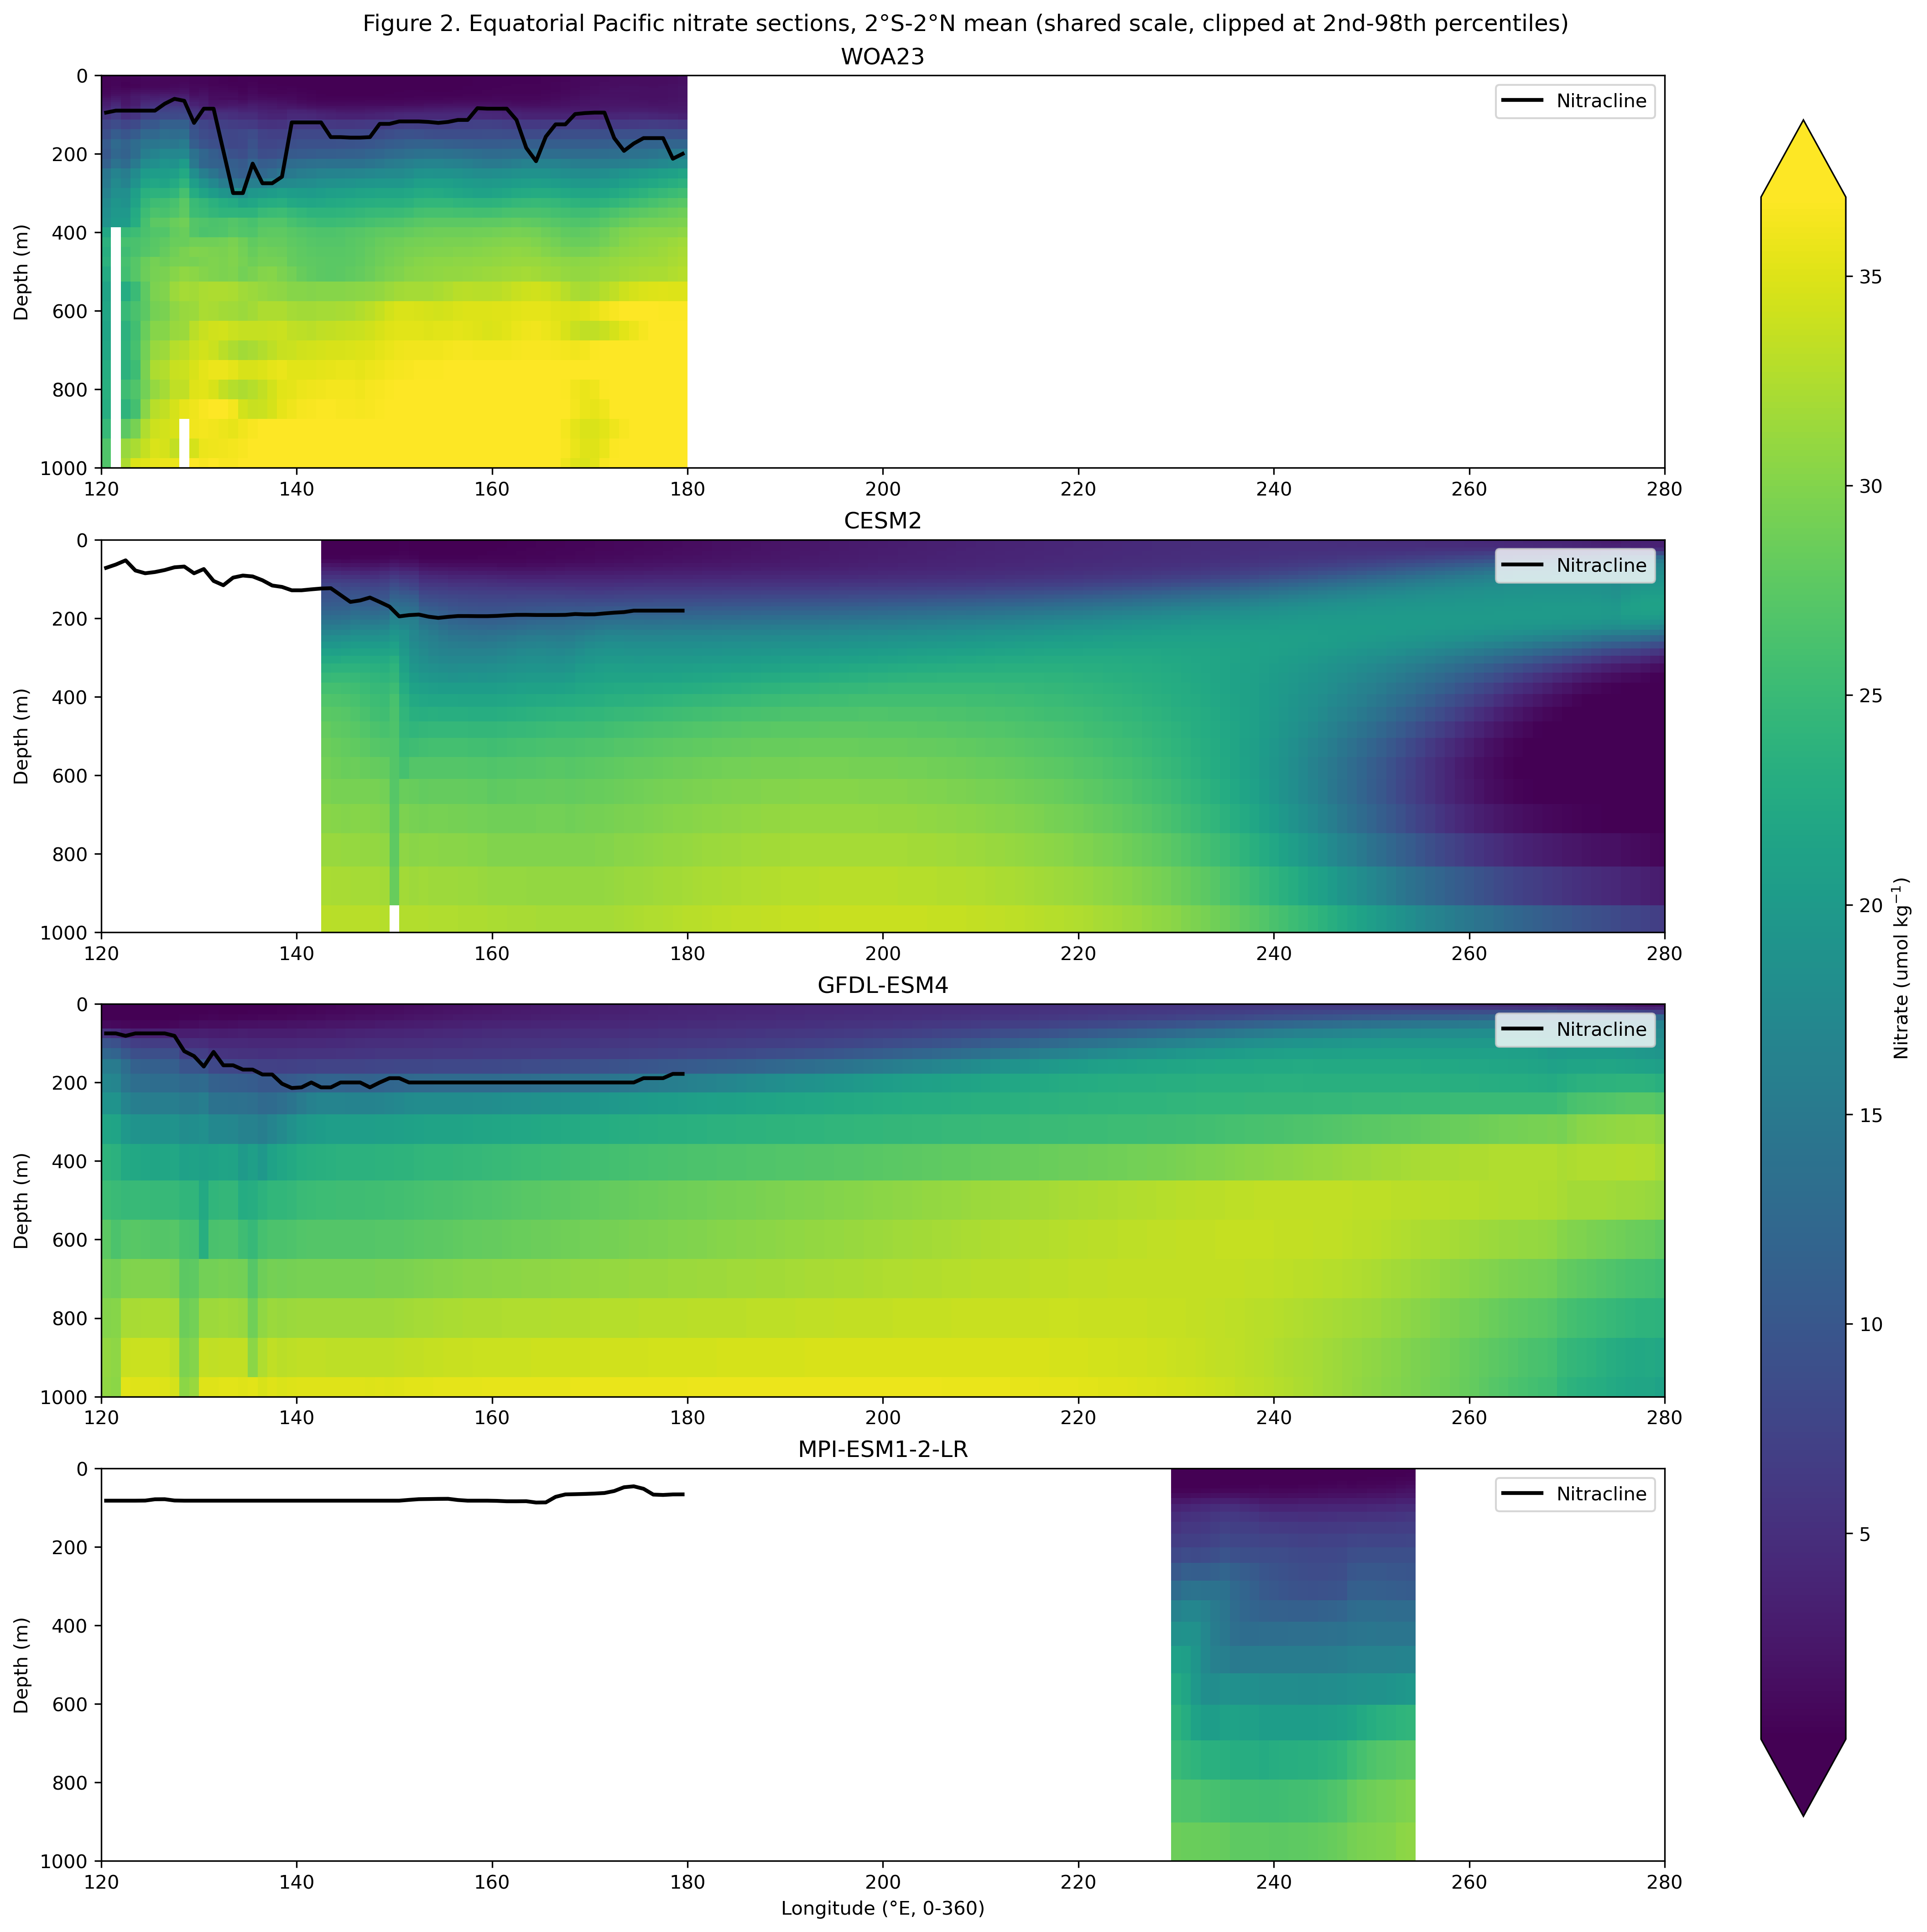 Figure 2. Equatorial Pacific nitrate sections, 2°S-2°N mean (shared scale, clipped at 2nd-98th percentiles)
WOA23
Nitracline
Depth (m)
0
200
400
600
800
1000
120 140 160 180 200 220 240 260 280
CESM2
Nitracline
Depth (m)
0
200
400
600
800
1000
120 140 160 180 200 220 240 260 280
GFDL-ESM4
Nitracline
Depth (m)
0
200
400
600
800
1000
120 140 160 180 200 220 240 260 280
MPI-ESM1-2-LR
Nitracline
Depth (m)
0
200
400
600
800
1000
120 140 160 180 200 220 240 260 280
Longitude (°E, 0-360)
35
30
25
20
15
10
5
Nitrate (umol kg⁻¹)